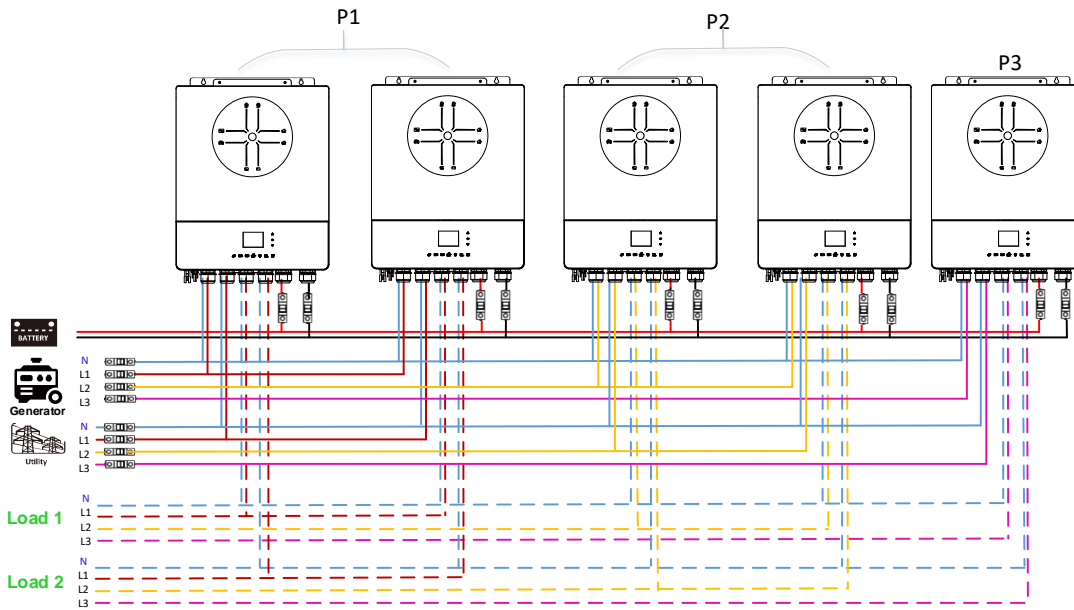 P1
P2
P3
BATTERY
N
L1
L2
L3
Generator
N
L1
L2
L3
Utility
N
L1
Load 1
L2
L3
N
L1
Load 2
L2
L3